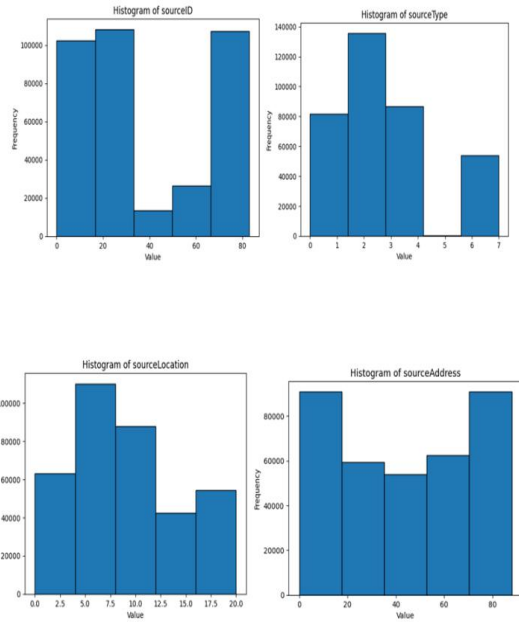 Histogram of sourceID
100000
80000
60000
40000
20000
0
Frequency
0 20 40 60 80
Value
Histogram of sourceType
140000
120000
100000
80000
60000
40000
20000
0
Frequency
0 1 2 3 4 5 6 7
Value
Histogram of sourceLocation
100000
80000
60000
40000
20000
0
0.0 2.5 5.0 7.5 10.0 12.5 15.0 17.5 20.0
Value
Histogram of sourceAddress
80000
60000
40000
20000
0
Frequency
0 20 40 60 80
Value